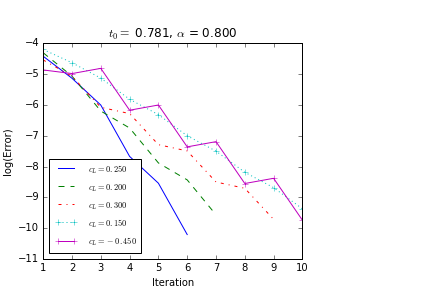 t₀ = 0.781, α = 0.800
log(Error)
−4
−5
−6
−7
−8
−9
−10
−11
c_L = 0.250
c_L = 0.200
c_L = 0.300
c_L = 0.150
c_L = −0.450
1 2 3 4 5 6 7 8 9 10
Iteration